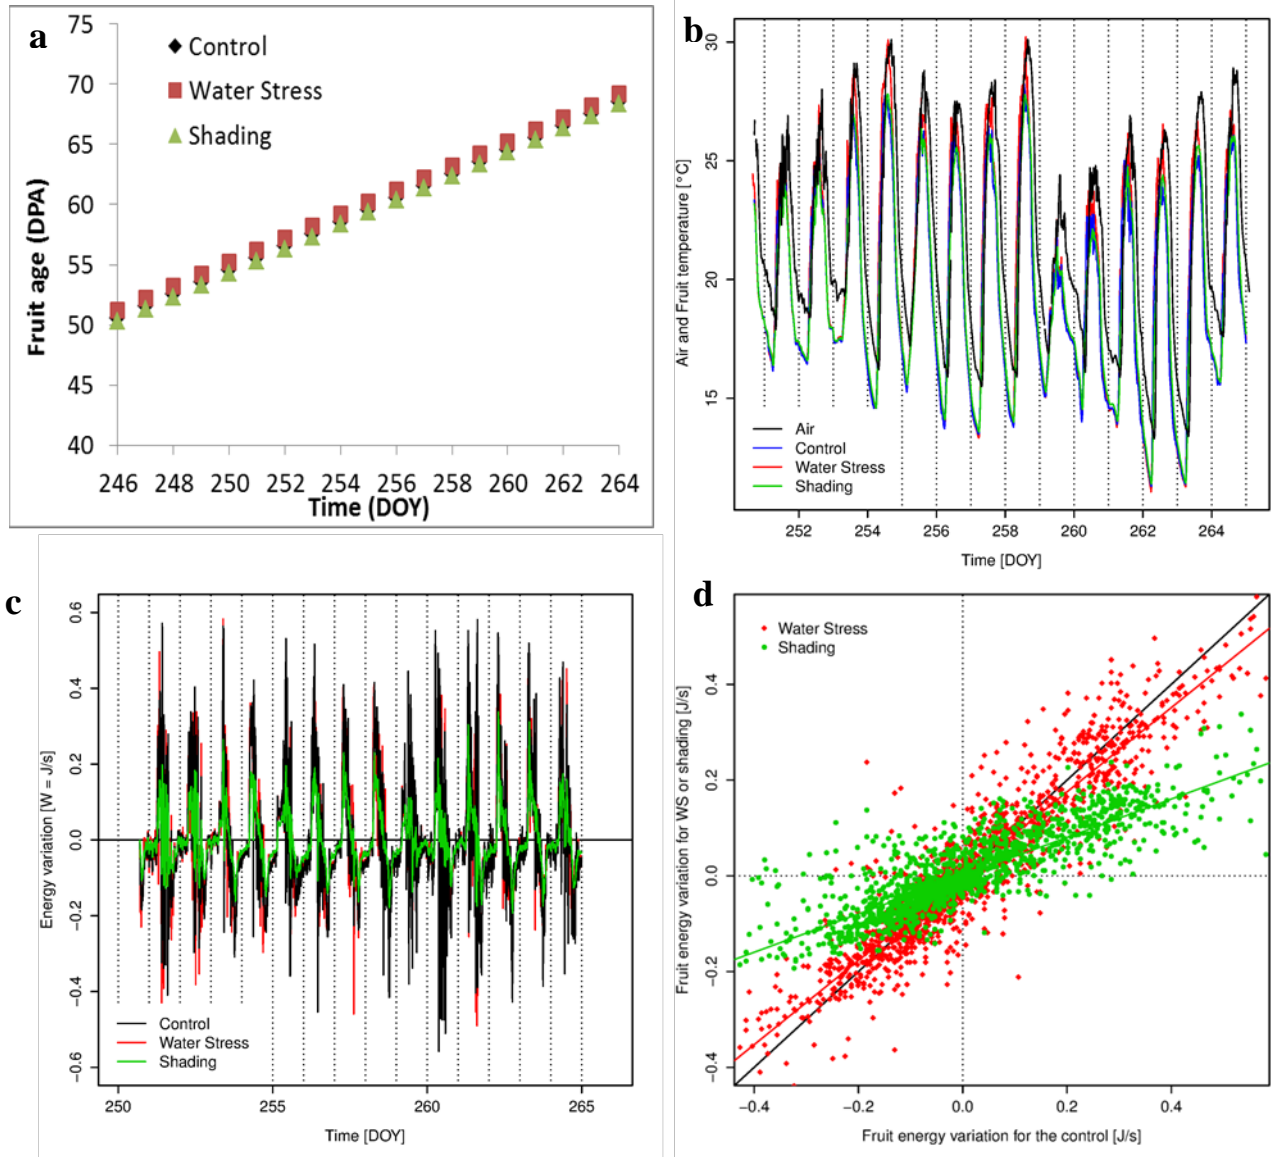 a
75
70
65
60
55
50
45
40
Fruit age (DPA)
Control
Water Stress
Shading
246 248 250 252 254 256 258 260 262 264
Time (DOY)
b
30
25
20
15
Air and Fruit temperature [°C]
Air
Control
Water Stress
Shading
252 254 256 258 260 262 264
Time [DOY]
c
0.6
0.4
0.2
0.0
−0.2
−0.4
−0.6
Energy variation [W = J/s]
Control
Water Stress
Shading
250 255 260 265
Time [DOY]
d
Water Stress
Shading
0.4
0.2
0.0
−0.2
−0.4
Fruit energy variation for WS or shading [J/s]
−0.4 −0.2 0.0 0.2 0.4
Fruit energy variation for the control [J/s]